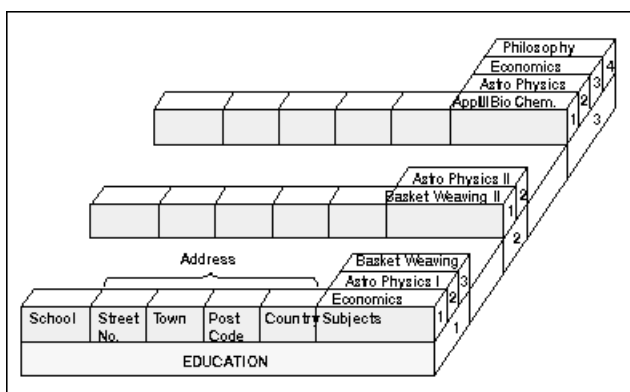 Philosophy
Economics 4
Astro Physics 3
Appl.II Bio Chem. 2
1 3
Astro Physics II
Basket Weaving II 2
1
2
Address
Basket Weaving
Astro Physics I 3
Economics 2
School Street No. Town Post Code Country Subjects 1
1
EDUCATION